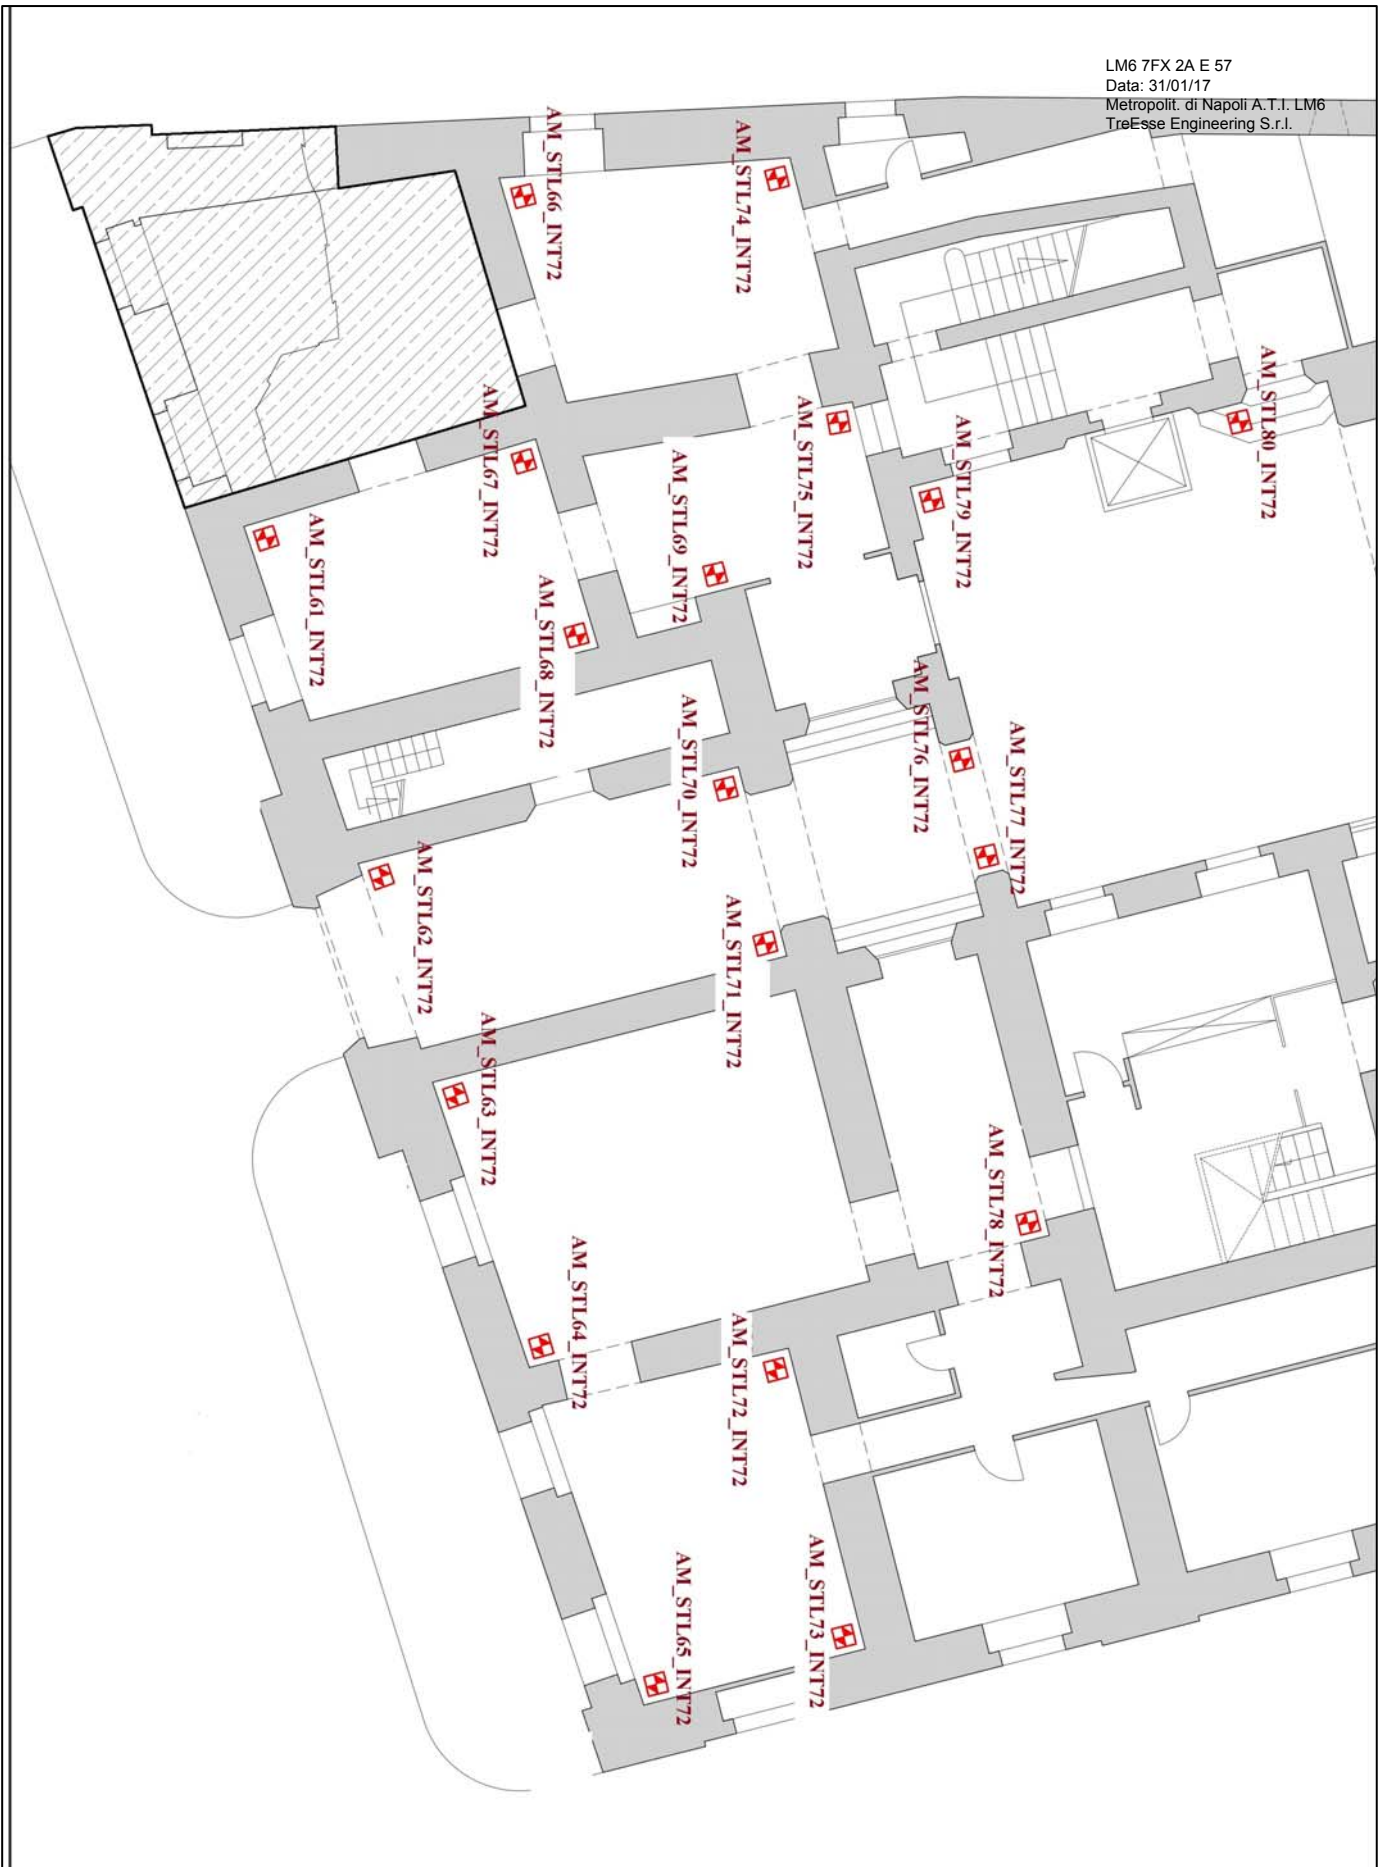 LM6 7FX 2A E 57
Data: 31/01/17
Metropolit. di Napoli A.T.I. LM6
TreEsse Engineering S.r.l.
AM_STL66_INT72
AM_STL74_INT72
AM_STL80_INT72
AM_STL67_INT72
AM_STL75_INT72
AM_STL79_INT72
AM_STL69_INT72
AM_STL61_INT72
AM_STL68_INT72
AM_STL76_INT72
AM_STL70_INT72
AM_STL77_INT72
AM_STL62_INT72
AM_STL71_INT72
AM_STL63_INT72
AM_STL78_INT72
AM_STL64_INT72
AM_STL72_INT72
AM_STL73_INT72
AM_STL65_INT72